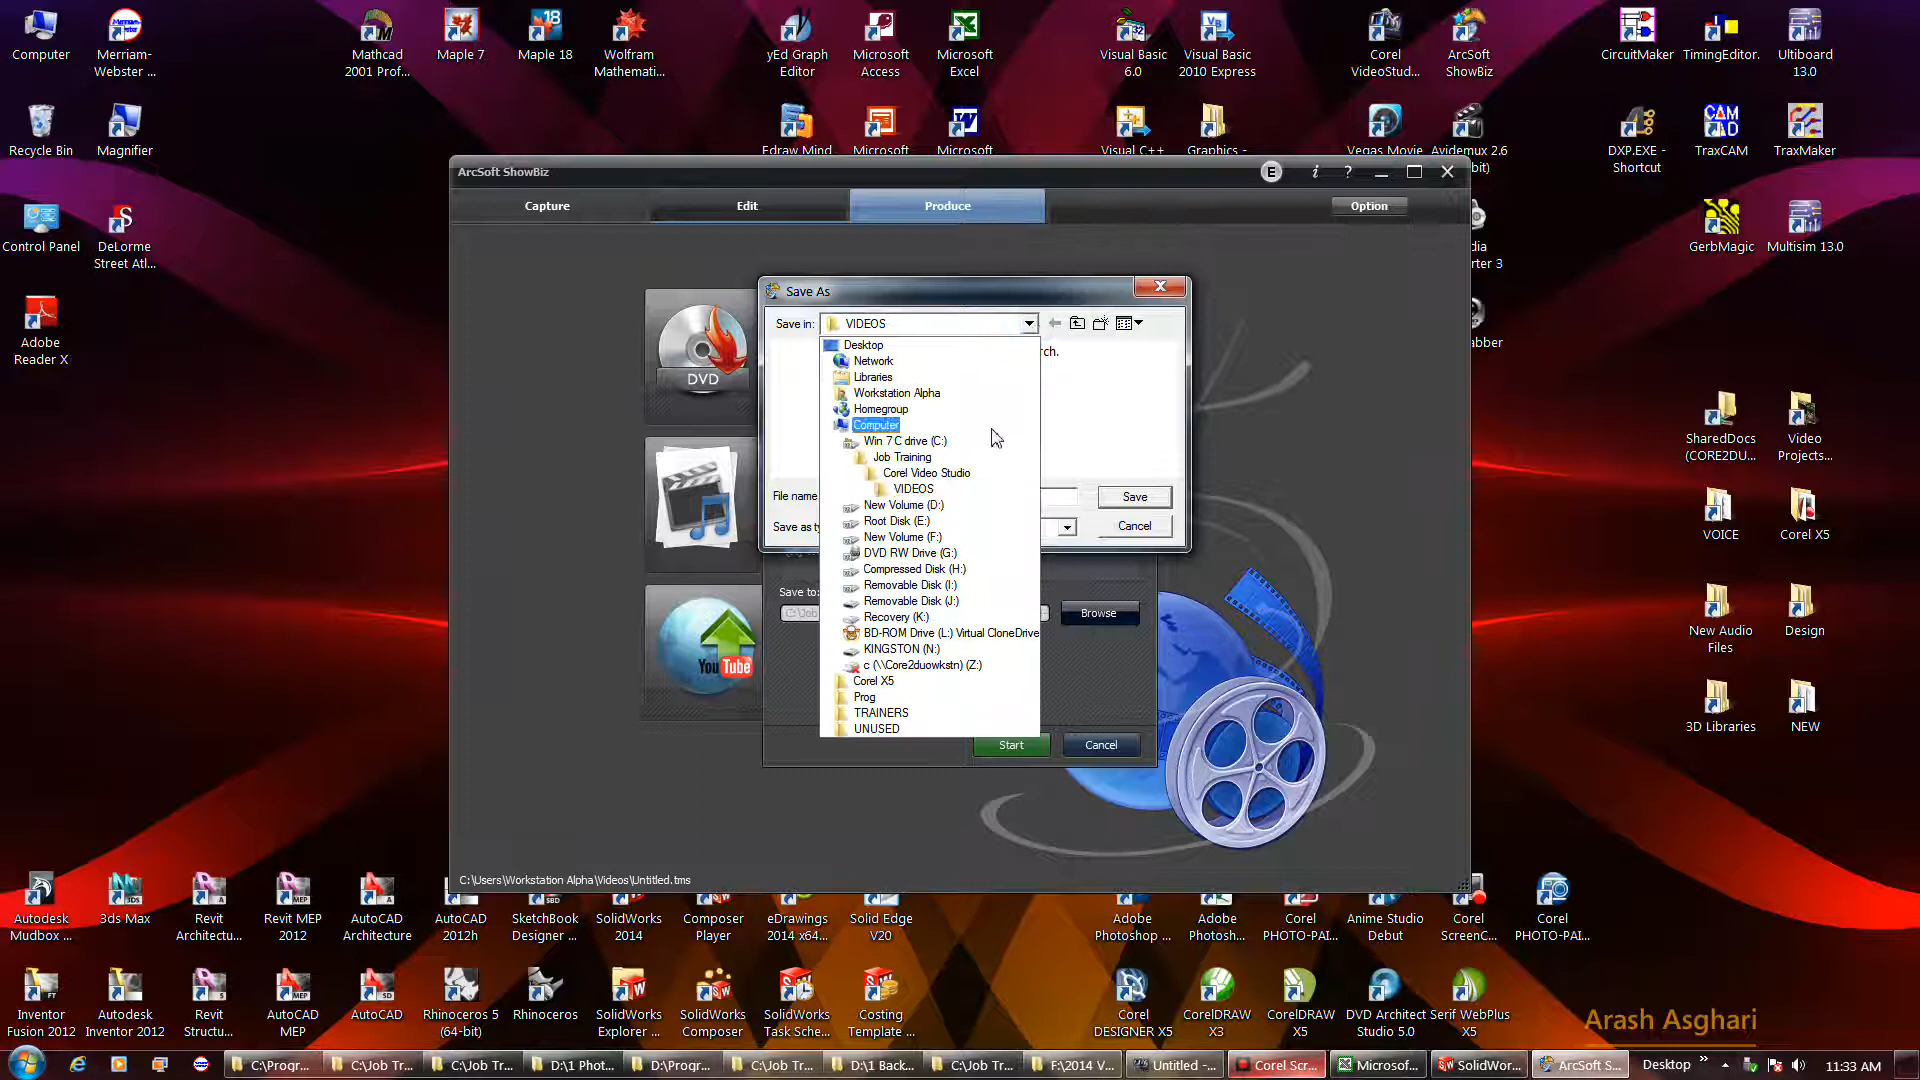 Computer
Merriam-
Webster ...
Mathcad
2001 Prof...
Maple 7
Maple 18
Wolfram
Mathemati...
yEd Graph
Editor
Microsoft
Access
Microsoft
Excel
Visual Basic
6.0
Visual Basic
2010 Express
Corel
VideoStud...
ArcSoft
ShowBiz
CircuitMaker
TimingEditor.
Ultiboard
13.0
Recycle Bin
Magnifier
Edraw Mind
Microsoft
Microsoft
Visual C++
Graphics -
Vegas Movie
Avidemux 2.6
bit)
DXP.EXE -
Shortcut
TraxCAM
TraxMaker
Control Panel
DeLorme
Street Atl...
GerbMagic
Multisim 13.0
dia
rter 3
Adobe
Reader X
abber
SharedDocs
(CORE2DU...
Video
Projects...
VOICE
Corel X5
New Audio
Files
Design
3D Libraries
NEW
ArcSoft ShowBiz
E
i
?
Capture
Edit
Produce
Option
DVD
You Tube
Save As
Save in:
VIDEOS
rch.
Desktop
Network
Libraries
Workstation Alpha
Homegroup
Computer
Win 7 C drive (C:)
Job Training
Corel Video Studio
VIDEOS
New Volume (D:)
Root Disk (E:)
New Volume (F:)
DVD RW Drive (G:)
Compressed Disk (H:)
Removable Disk (I:)
Removable Disk (J:)
Recovery (K:)
BD-ROM Drive (L:) Virtual CloneDrive
KINGSTON (N:)
c (\\Core2duowkstn) (Z:)
Corel X5
Prog
TRAINERS
UNUSED
File name
Save
Save as ty
Cancel
Save to:
C:\Job
Browse
Start
Cancel
C:\Users\Workstation Alpha\Videos\Untitled.tms
Autodesk
Mudbox ...
3ds Max
Revit
Architectu...
Revit MEP
2012
AutoCAD
Architecture
AutoCAD
2012h
SketchBook
Designer ...
SolidWorks
2014
Composer
Player
eDrawings
2014 x64...
Solid Edge
V20
Adobe
Photoshop ...
Adobe
Photosh...
Corel
PHOTO-PAI...
Anime Studio
Debut
Corel
ScreenC...
Corel
PHOTO-PAI...
Inventor
Fusion 2012
Autodesk
Inventor 2012
Revit
Structu...
AutoCAD
MEP
AutoCAD
Rhinoceros 5
(64-bit)
Rhinoceros
SolidWorks
Explorer ...
SolidWorks
Composer
SolidWorks
Task Sche...
Costing
Template ...
Corel
DESIGNER X5
CorelDRAW
X3
CorelDRAW
X5
DVD Architect
Studio 5.0
Serif WebPlus
X5
Arash Asghari
C:\Progr...
C:\Job Tr...
C:\Job Tr...
D:\1 Phot...
D:\Progr...
C:\Job Tr...
D:\1 Back...
C:\Job Tr...
F:\2014 V...
Untitled -...
Corel Scr...
Microsof...
SolidWor...
ArcSoft S...
Desktop
11:33 AM